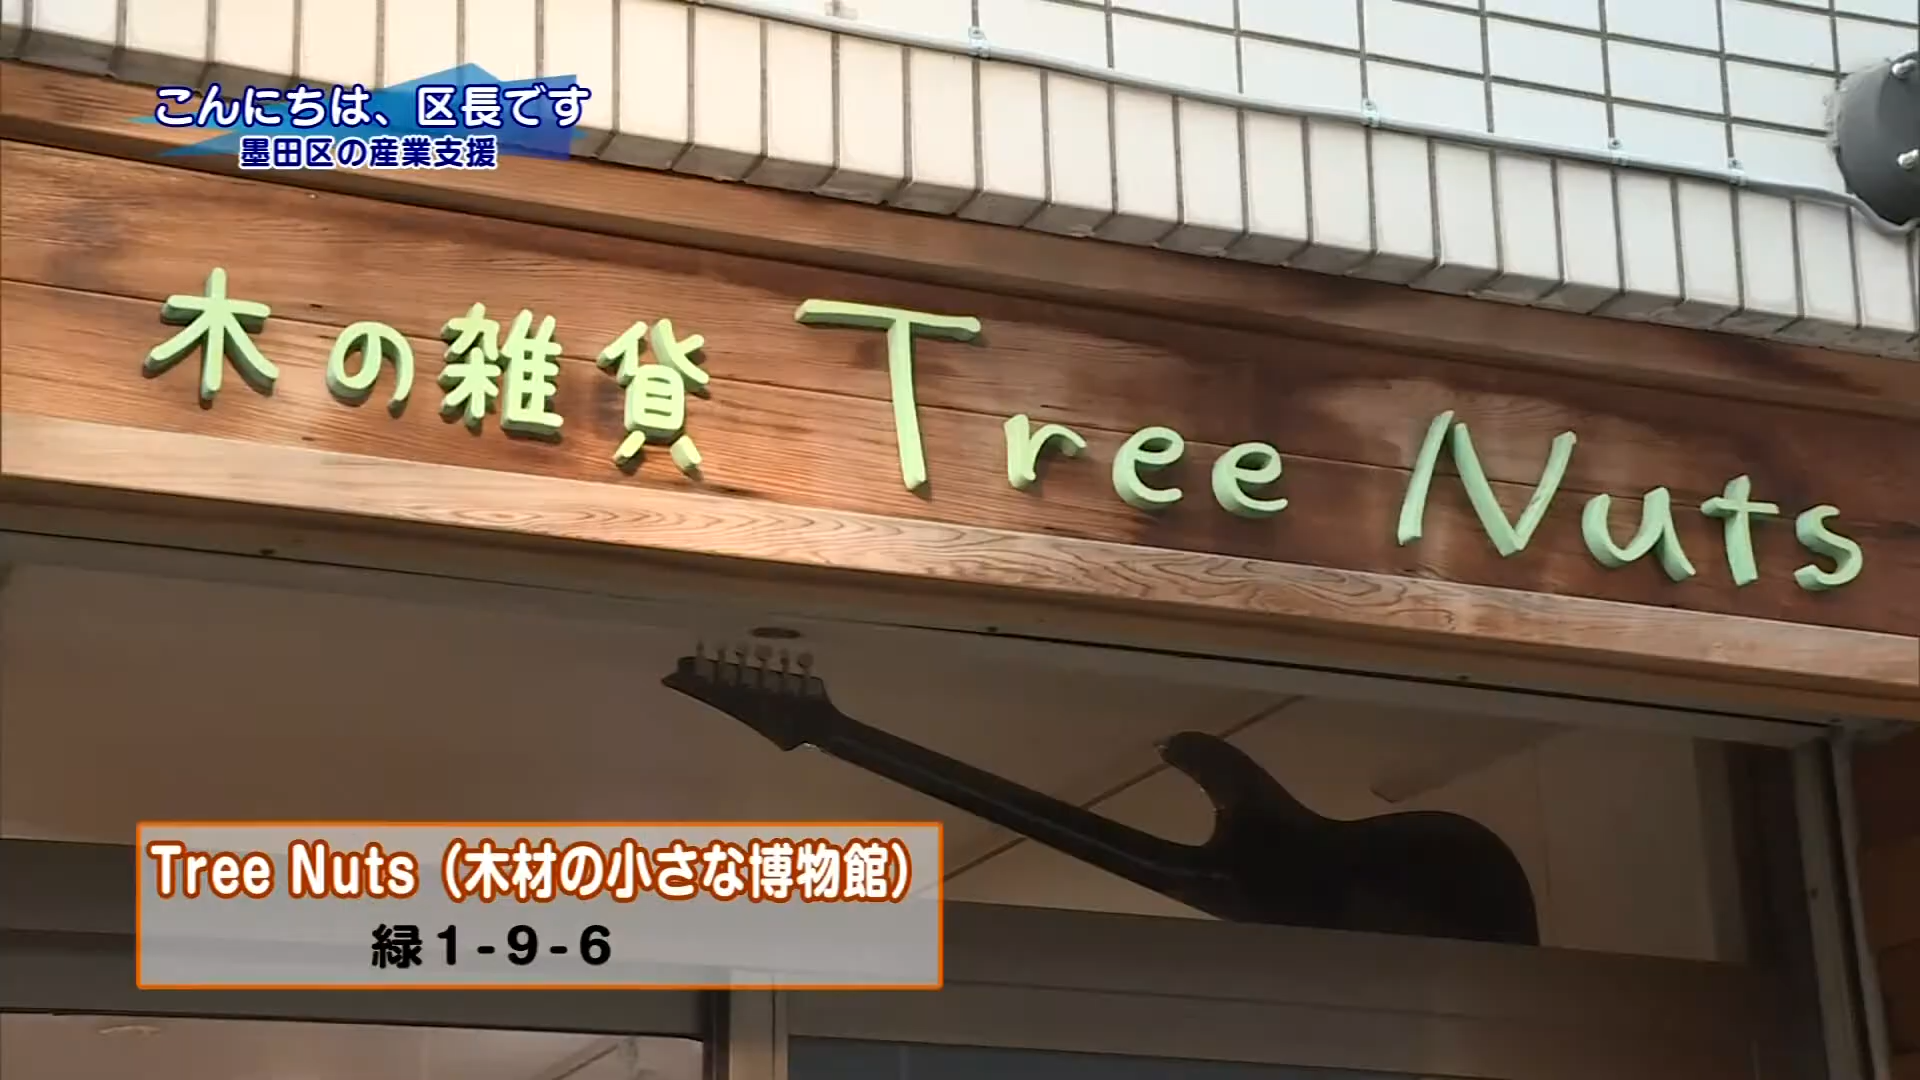 こんにちは、区長です
墨田区の産業支援
木の雑貨 Tree Nuts
Tree Nuts（木材の小さな博物館）
緑1-9-6